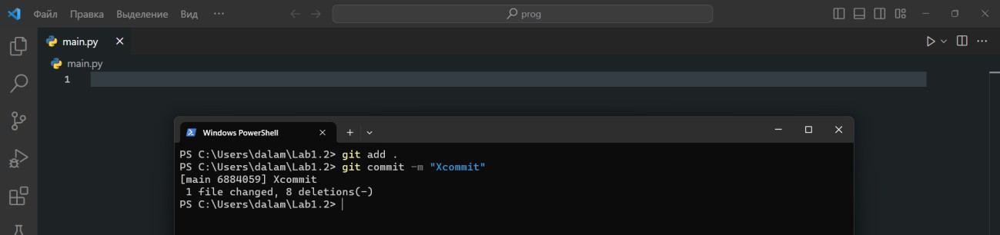 Файл Правка Выделение Вид ··· prog
main.py
main.py
1
Windows PowerShell
PS C:\Users\dalam\Lab1.2> git add .
PS C:\Users\dalam\Lab1.2> git commit -m "Xcommit"
[main 6884059] Xcommit
 1 file changed, 8 deletions(-)
PS C:\Users\dalam\Lab1.2>